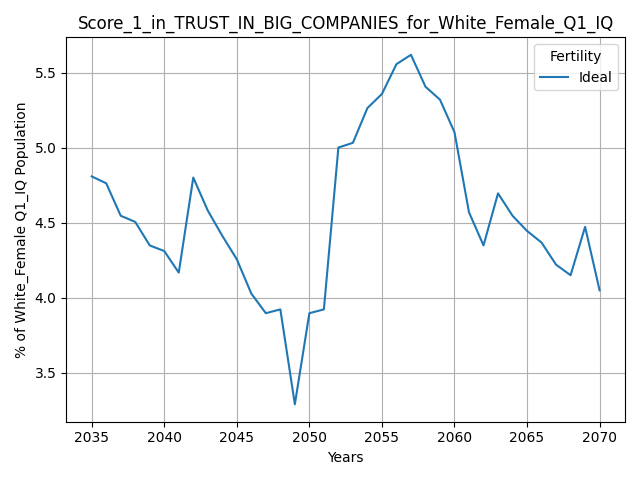 Score_1_in_TRUST_IN_BIG_COMPANIES_for_White_Female_Q1_IQ
Fertility
Ideal
% of White_Female Q1_IQ Population
5.5
5.0
4.5
4.0
3.5
2035 2040 2045 2050 2055 2060 2065 2070
Years